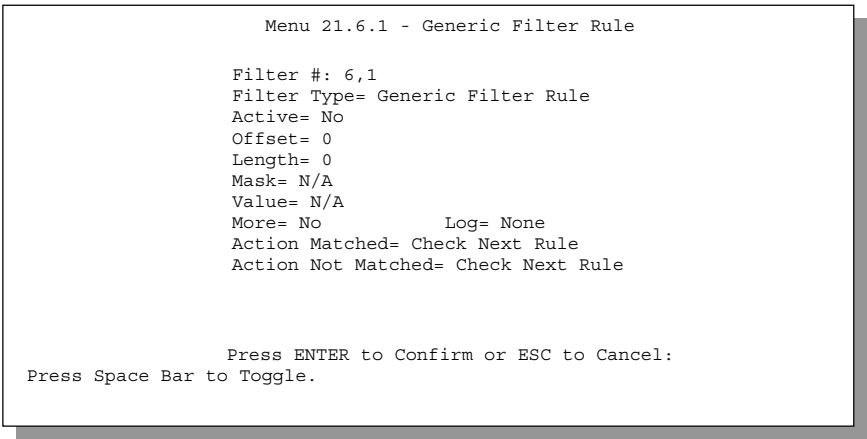 Menu 21.6.1 - Generic Filter Rule
Filter #: 6,1
Filter Type= Generic Filter Rule
Active= No
Offset= 0
Length= 0
Mask= N/A
Value= N/A
More= No Log= None
Action Matched= Check Next Rule
Action Not Matched= Check Next Rule
Press ENTER to Confirm or ESC to Cancel:
Press Space Bar to Toggle.